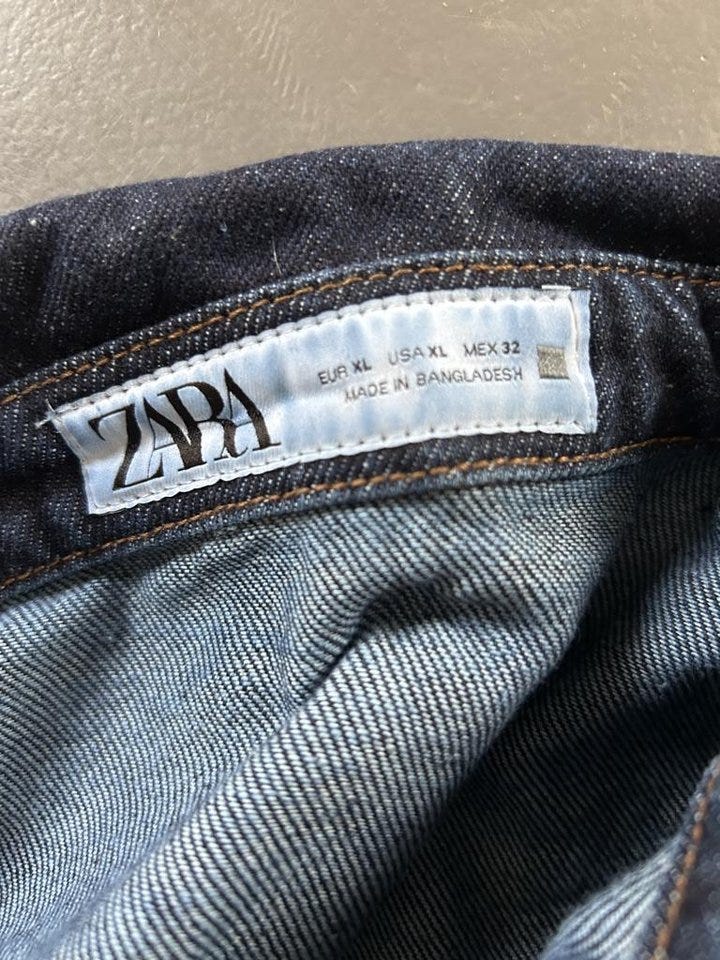 ZARA
EUR XL USA XL MEX 32
MADE IN BANGLADESH